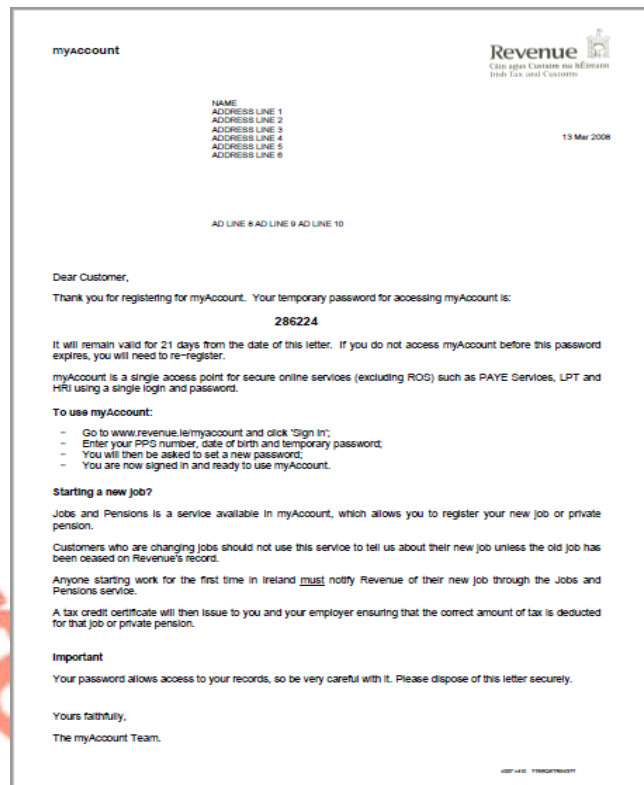 myAccount
Revenue
Cáin agus Custaim na hÉireann
Irish Tax and Customs
NAME
ADDRESS LINE 1
ADDRESS LINE 2
ADDRESS LINE 3
ADDRESS LINE 4
ADDRESS LINE 5
ADDRESS LINE 6
13 Mar 2008
AD LINE 8 AD LINE 9 AD LINE 10
Dear Customer,
Thank you for registering for myAccount. Your temporary password for accessing myAccount is:
286224
It will remain valid for 21 days from the date of this letter. If you do not access myAccount before this password
expires, you will need to re-register.
myAccount is a single access point for secure online services (excluding ROS) such as PAYE Services, LPT and
HRI using a single login and password.
To use myAccount:
- Go to www.revenue.ie/myaccount and click 'Sign in';
- Enter your PPS number, date of birth and temporary password;
- You will then be asked to set a new password;
- You are now signed in and ready to use myAccount.
Starting a new job?
Jobs and Pensions is a service available in myAccount, which allows you to register your new job or private
pension.
Customers who are changing jobs should not use this service to tell us about their new job unless the old job has
been ceased on Revenue's record.
Anyone starting work for the first time in Ireland must notify Revenue of their new job through the Jobs and
Pensions service.
A tax credit certificate will then issue to you and your employer ensuring that the correct amount of tax is deducted
for that job or private pension.
Important
Your password allows access to your records, so be very careful with it. Please dispose of this letter securely.
Yours faithfully,
The myAccount Team.